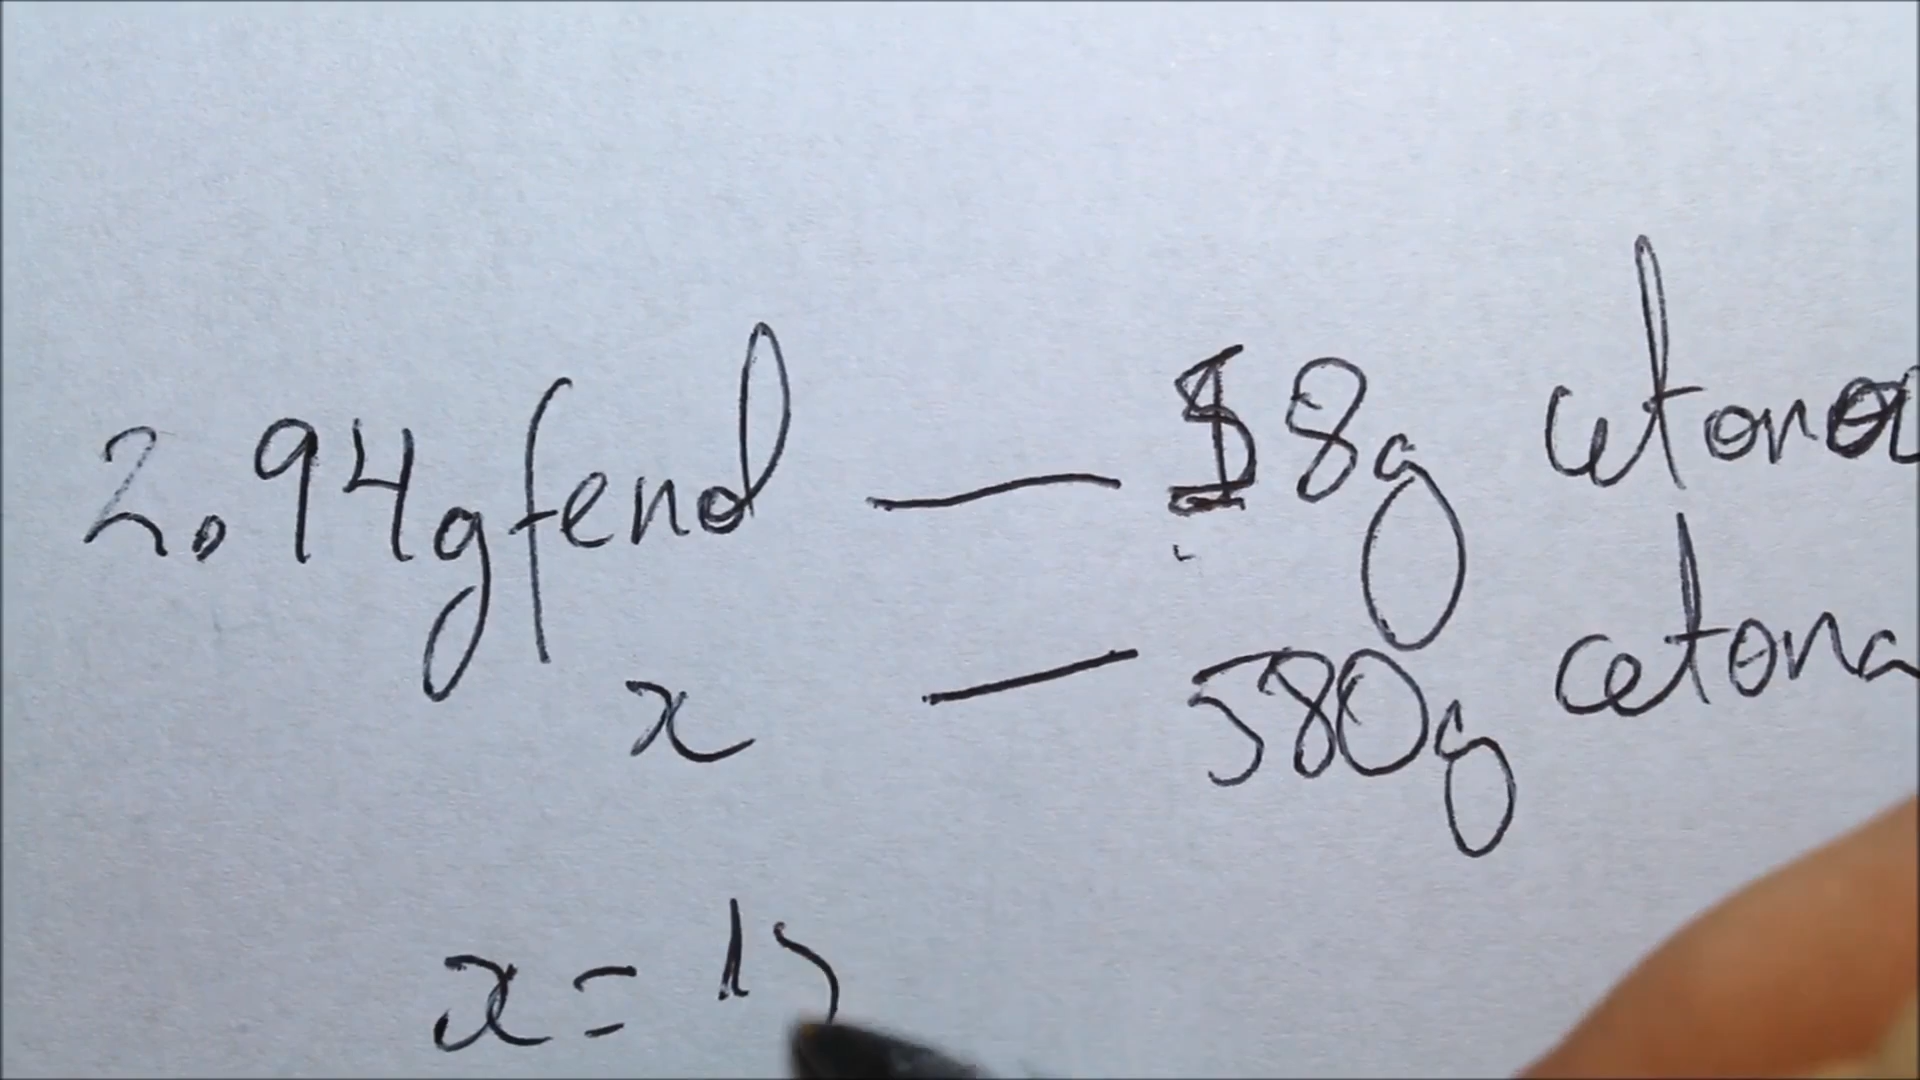 2.94g fenol — 58g cetona
x — 580g cetona
x = 1